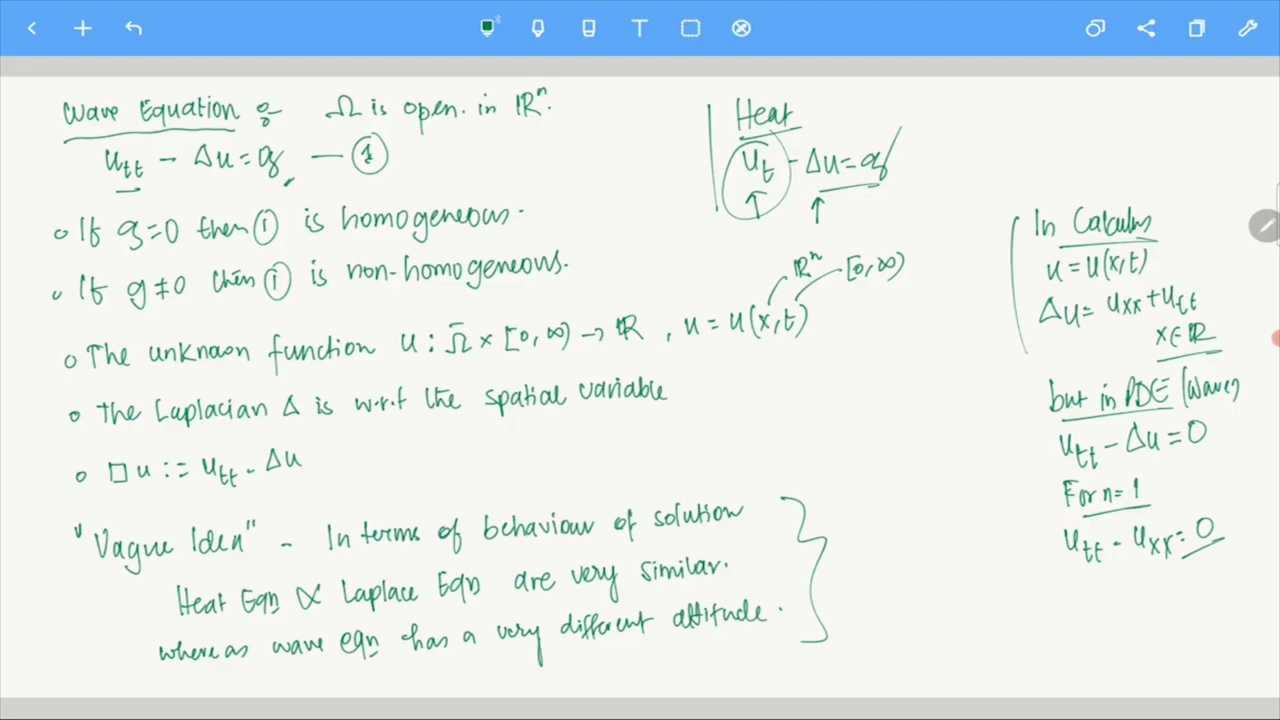 Wave Equation :- Ω is open in ℝⁿ.
u_tt - Δu = g — ①
∘ If g=0 then ① is homogeneous.
∘ If g≠0 then ① is non-homogeneous.
∘ The unknown function u : Ω̄ × [0,∞) → ℝ, u = u(x,t)
ℝⁿ [0,∞)
∘ The Laplacian Δ is w.r.t the spatial variable
∘ □u := u_tt - Δu
"Vague Idea" - In terms of behaviour of solution
Heat Eqn & Laplace Eqn are very similar.
whereas wave eqn has a very different attitude.
Heat
u_t - Δu = g
In Calculus
u = u(x,t)
Δu = u_xx + u_tt
x∈ℝ
but in PDE (Wave)
u_tt - Δu = 0
For n=1
u_tt - u_xx = 0